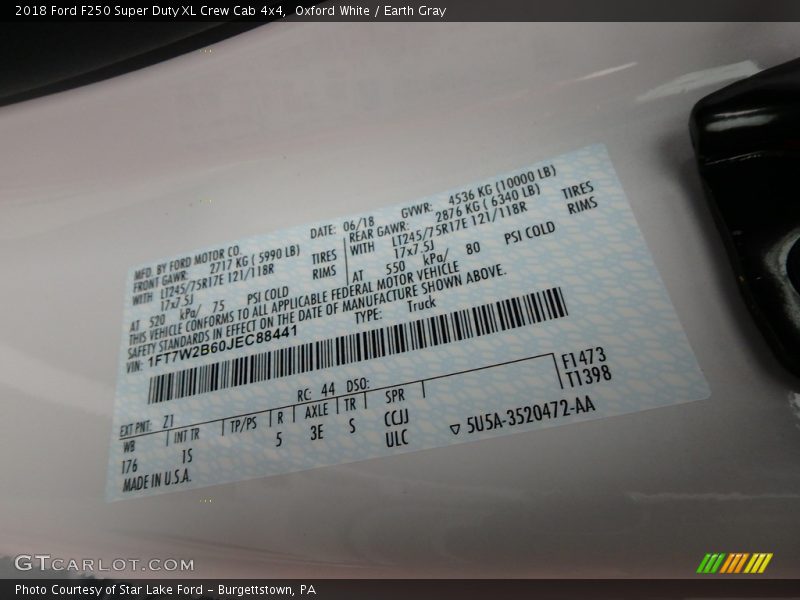 2018 Ford F250 Super Duty XL Crew Cab 4x4, Oxford White / Earth Gray
MFD. BY FORD MOTOR CO. DATE: 06/18 GVWR: 4536 KG (10000 LB)
FRONT GAWR: 2717 KG ( 5990 LB) REAR GAWR: 2876 KG ( 6340 LB)
WITH LT245/75R17E 121/118R TIRES WITH LT245/75R17E 121/118R TIRES
17x7.5J RIMS 17x7.5J RIMS
AT 520 kPa/ 75 PSI COLD AT 550 kPa/ 80 PSI COLD
THIS VEHICLE CONFORMS TO ALL APPLICABLE FEDERAL MOTOR VEHICLE
SAFETY STANDARDS IN EFFECT ON THE DATE OF MANUFACTURE SHOWN ABOVE.
VIN: 1FT7W2B60JEC88441 TYPE: Truck
F1473
T1398
EXT PNT: Z1 RC: 44 DSO:
WB INT TR TP/PS R AXLE TR SPR
176 1S 5 3E S CCJJ
ULC
▽ 5U5A-3520472-AA
MADE IN U.S.A.
GTCARLOT.COM
Photo Courtesy of Star Lake Ford - Burgettstown, PA